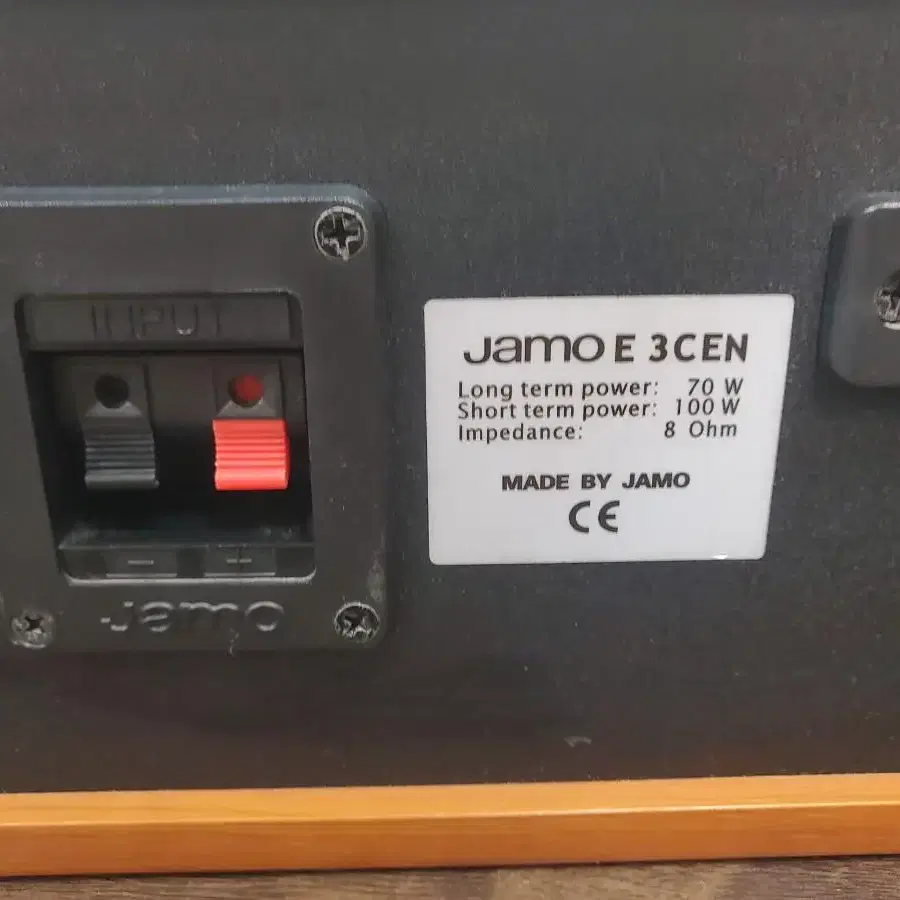 INPUT
- +
Jamo
Jamo E 3CEN
Long term power: 70 W
Short term power: 100 W
Impedance: 8 Ohm
MADE BY JAMO
CE